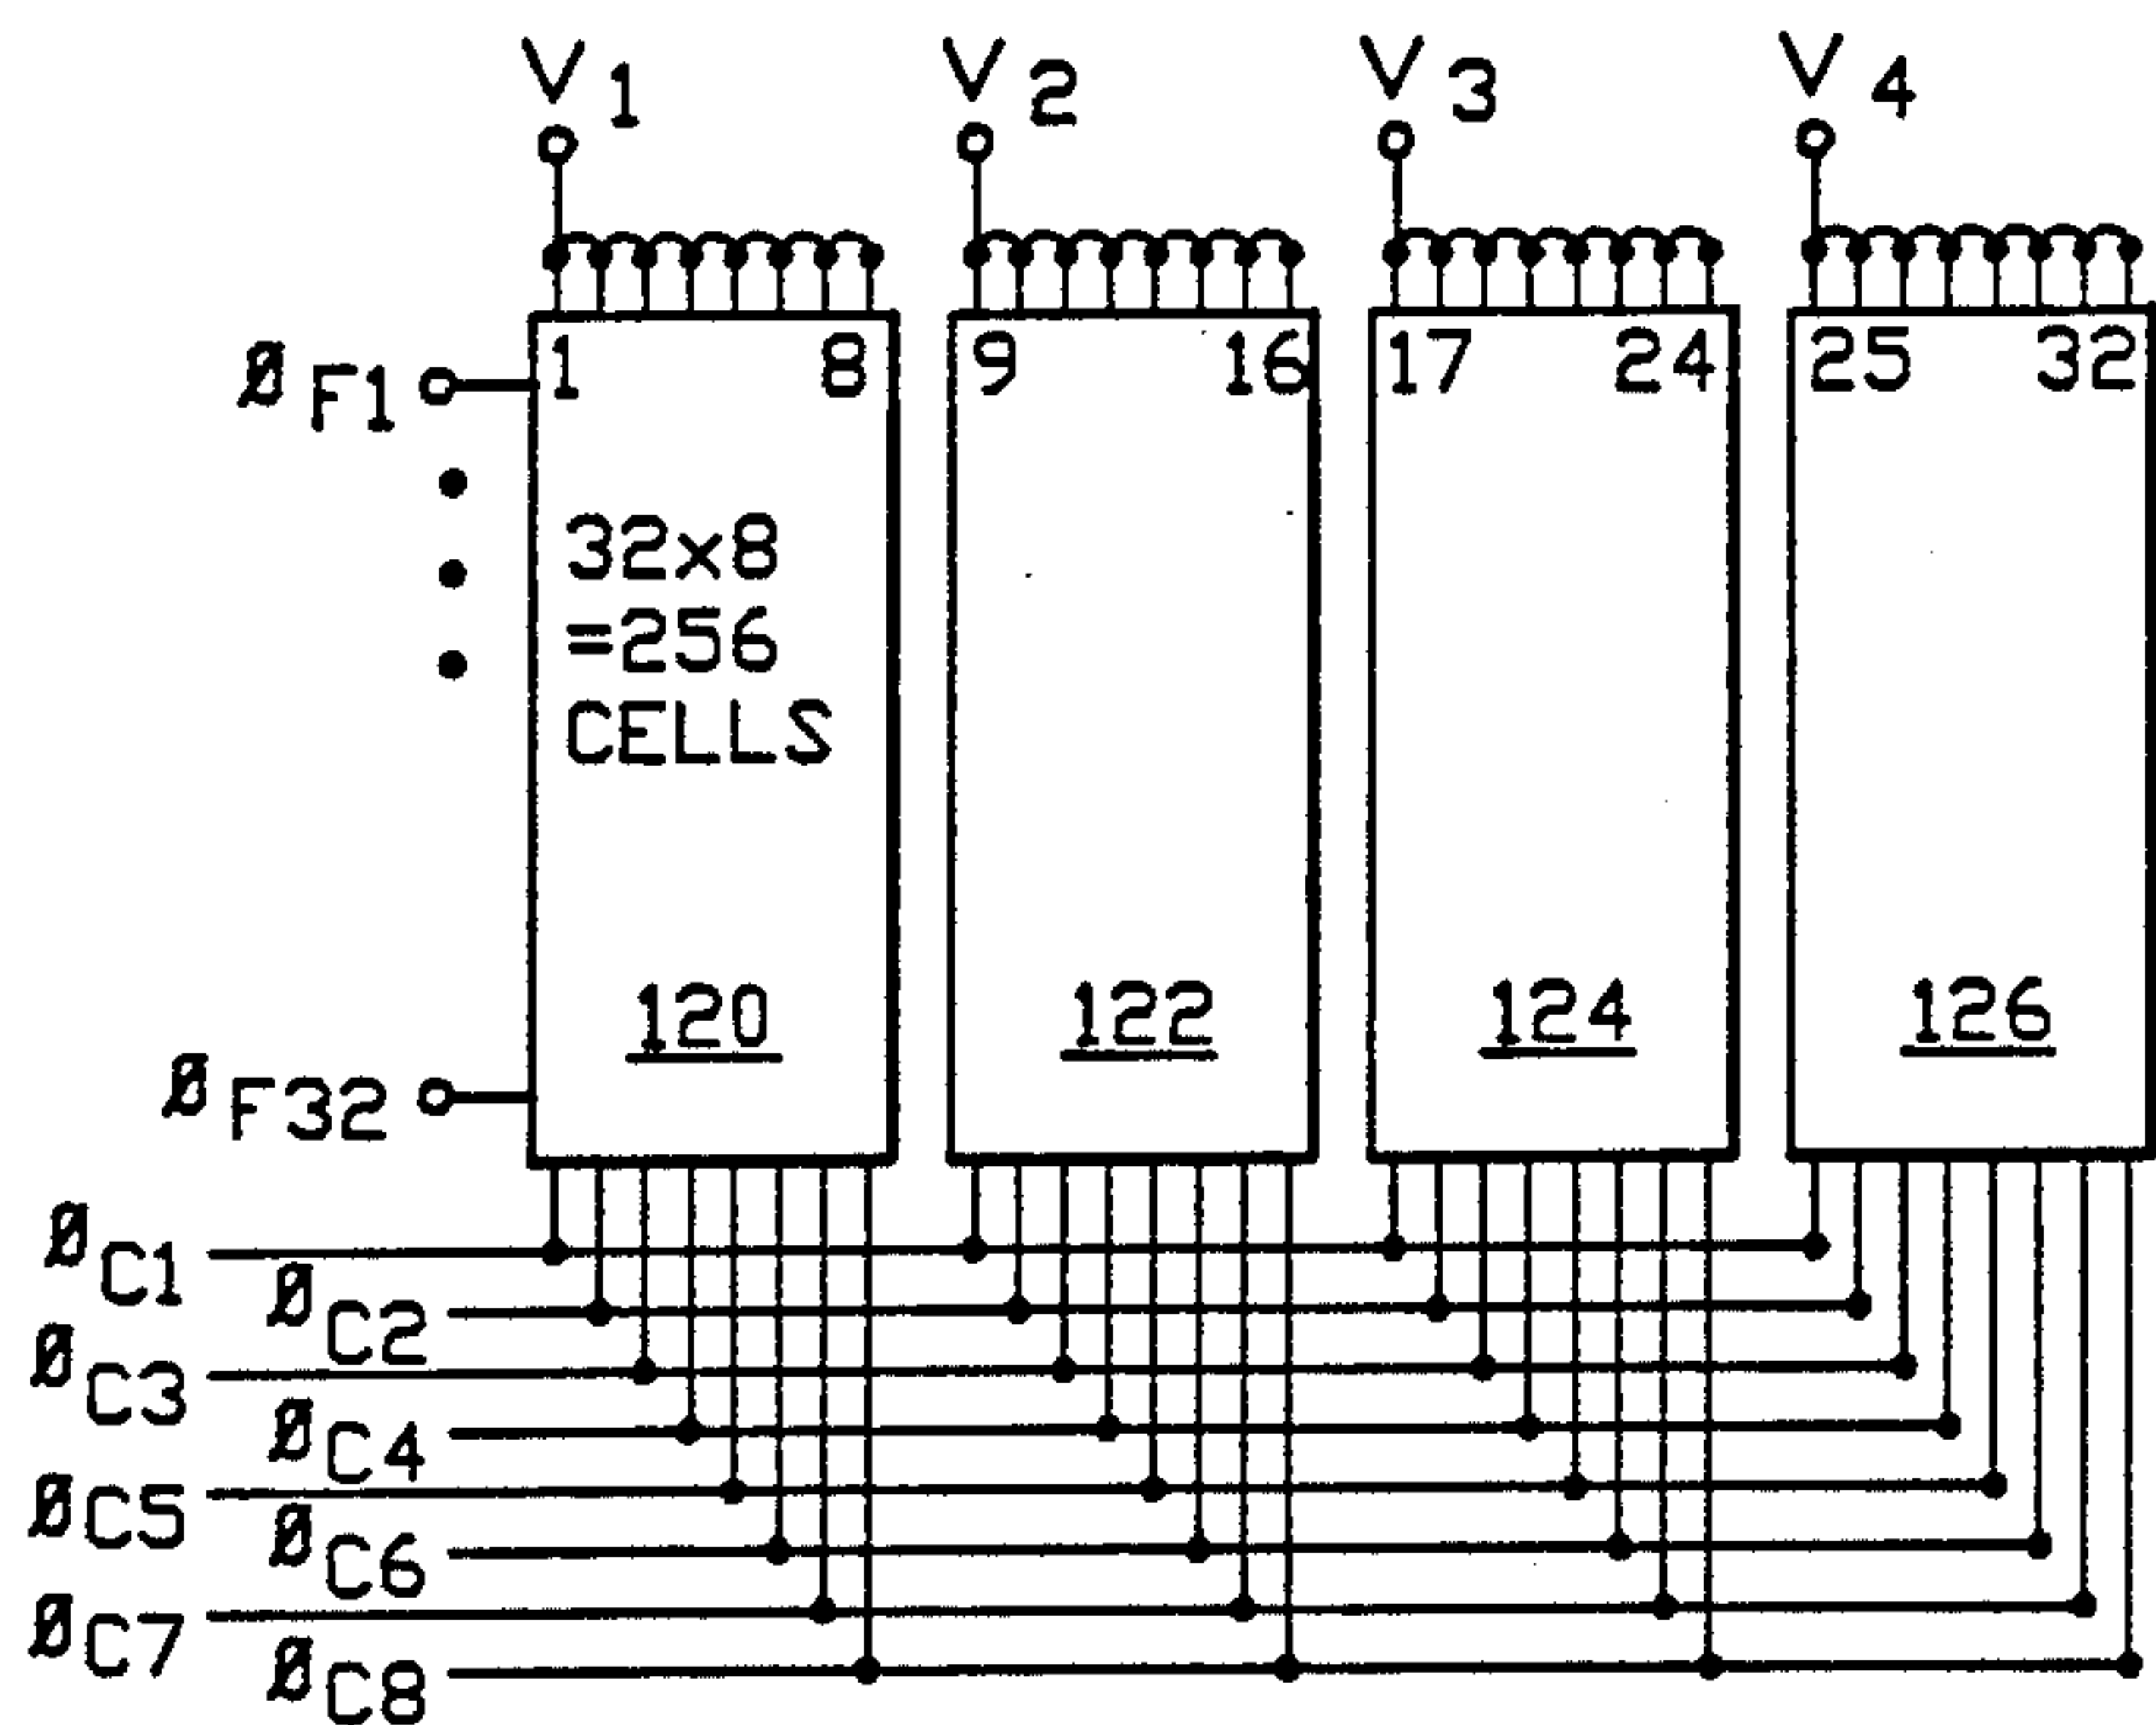 V1 V2 V3 V4
ØF1 1 8 9 16 17 24 25 32
32×8
=256
CELLS
120 122 124 126
ØF32
ØC1
ØC2
ØC3
ØC4
ØC5
ØC6
ØC7
ØC8